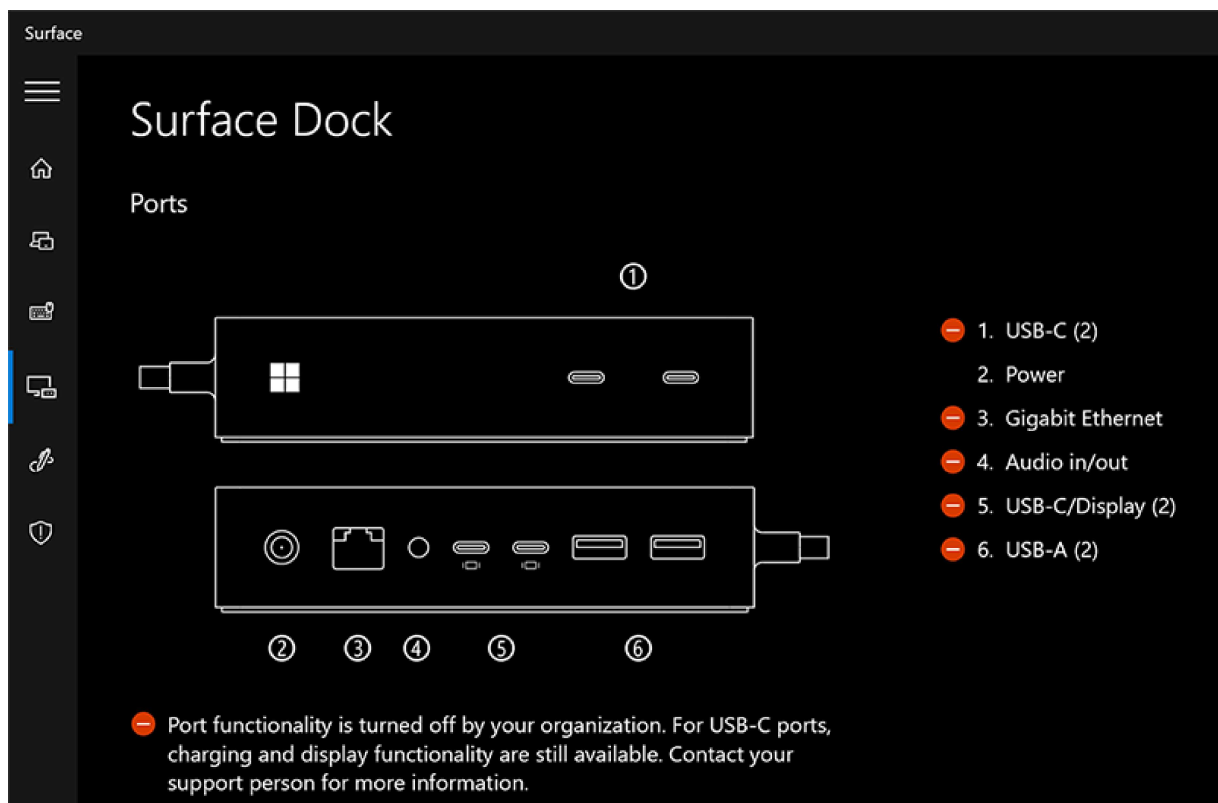 Surface
Surface Dock
Ports
①
1. USB-C (2)
2. Power
3. Gigabit Ethernet
4. Audio in/out
5. USB-C/Display (2)
6. USB-A (2)
② ③ ④ ⑤ ⑥
Port functionality is turned off by your organization. For USB-C ports,
charging and display functionality are still available. Contact your
support person for more information.